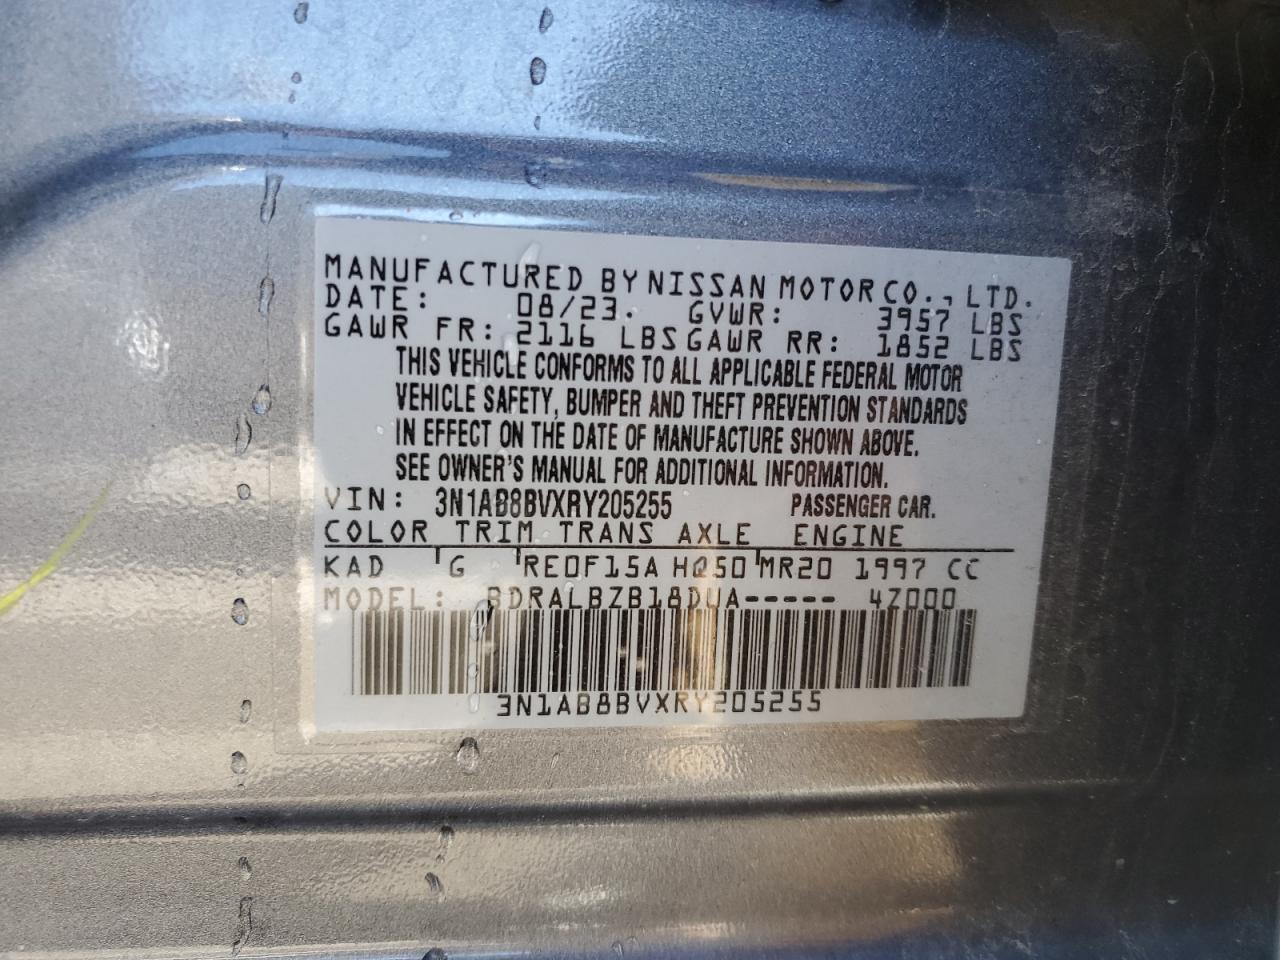 MANUFACTURED BY NISSAN MOTOR CO., LTD.
DATE: 08/23. GVWR: 3957 LBS
GAWR FR: 2116 LBS GAWR RR: 1852 LBS
THIS VEHICLE CONFORMS TO ALL APPLICABLE FEDERAL MOTOR
VEHICLE SAFETY, BUMPER AND THEFT PREVENTION STANDARDS
IN EFFECT ON THE DATE OF MANUFACTURE SHOWN ABOVE.
SEE OWNER'S MANUAL FOR ADDITIONAL INFORMATION.
VIN: 3N1AB8BVXRY205255 PASSENGER CAR.
COLOR TRIM TRANS AXLE ENGINE
KAD G RE0F15A HQ50 MR20 1997 CC
MODEL: BDRALBZB18DUA----- 4Z000
3N1AB8BVXRY205255